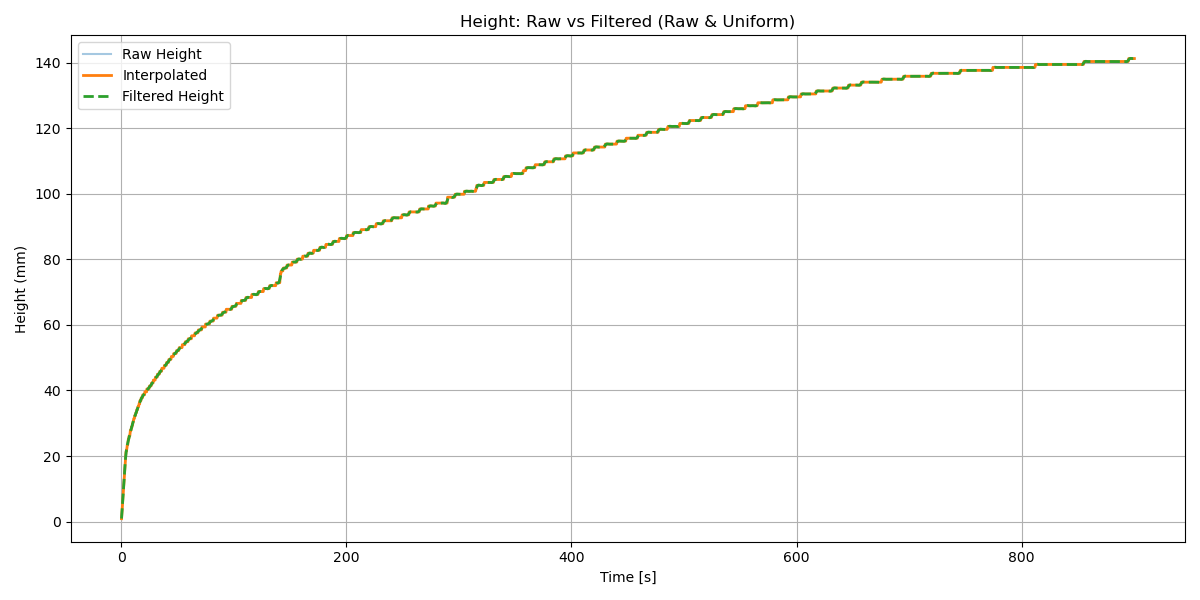 Height: Raw vs Filtered (Raw & Uniform)
Raw Height
Interpolated
Filtered Height
Height (mm)
140
120
100
80
60
40
20
0
0 200 400 600 800
Time [s]